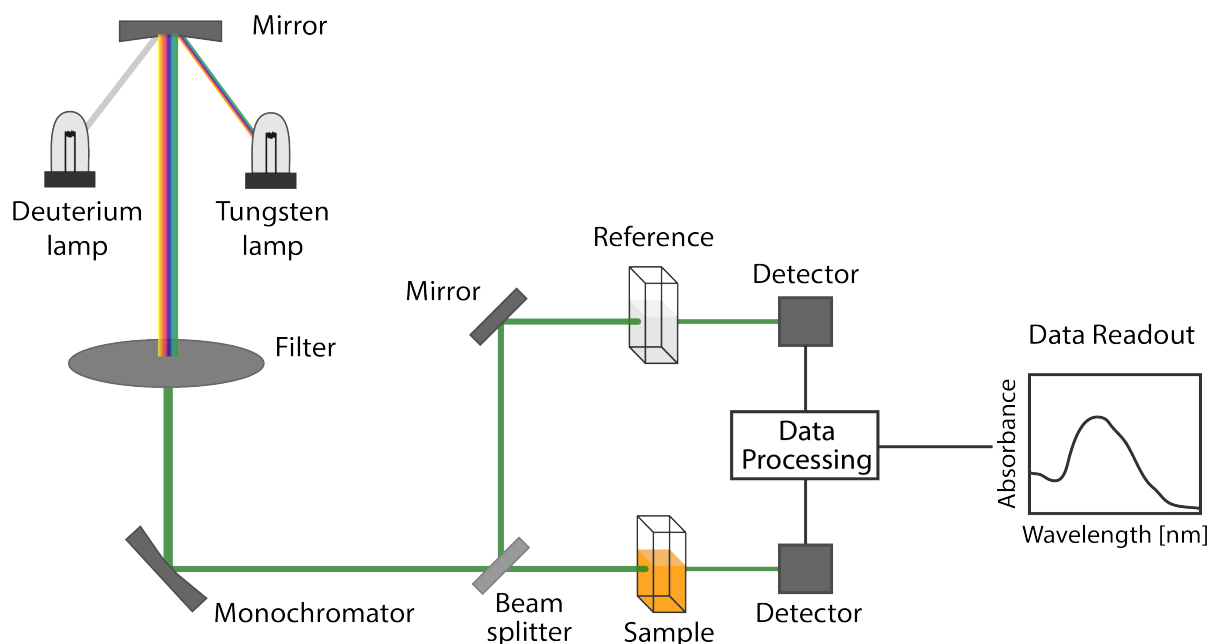 Mirror
Deuterium
lamp
Tungsten
lamp
Filter
Monochromator
Beam
splitter
Mirror
Reference
Sample
Detector
Detector
Data
Processing
Data Readout
Absorbance
Wavelength [nm]